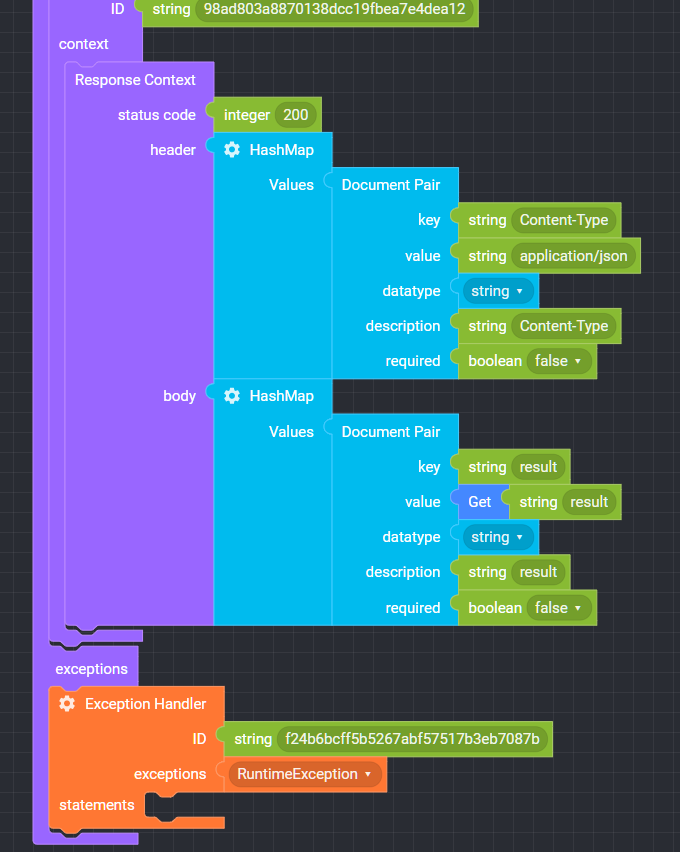 ID string 98ad803a8870138dcc19fbea7e4dea12
context
Response Context
status code integer 200
header HashMap
Values Document Pair
key string Content-Type
value string application/json
datatype string
description string Content-Type
required boolean false
body HashMap
Values Document Pair
key string result
value Get string result
datatype string
description string result
required boolean false
exceptions
Exception Handler
ID string f24b6bcff5b5267abf57517b3eb7087b
exceptions RuntimeException
statements